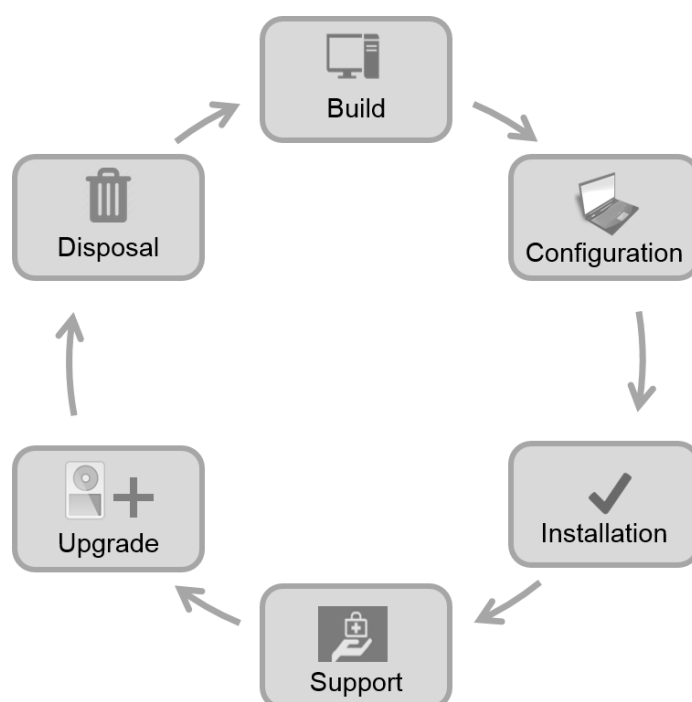 Build
Configuration
Installation
Support
Upgrade
Disposal